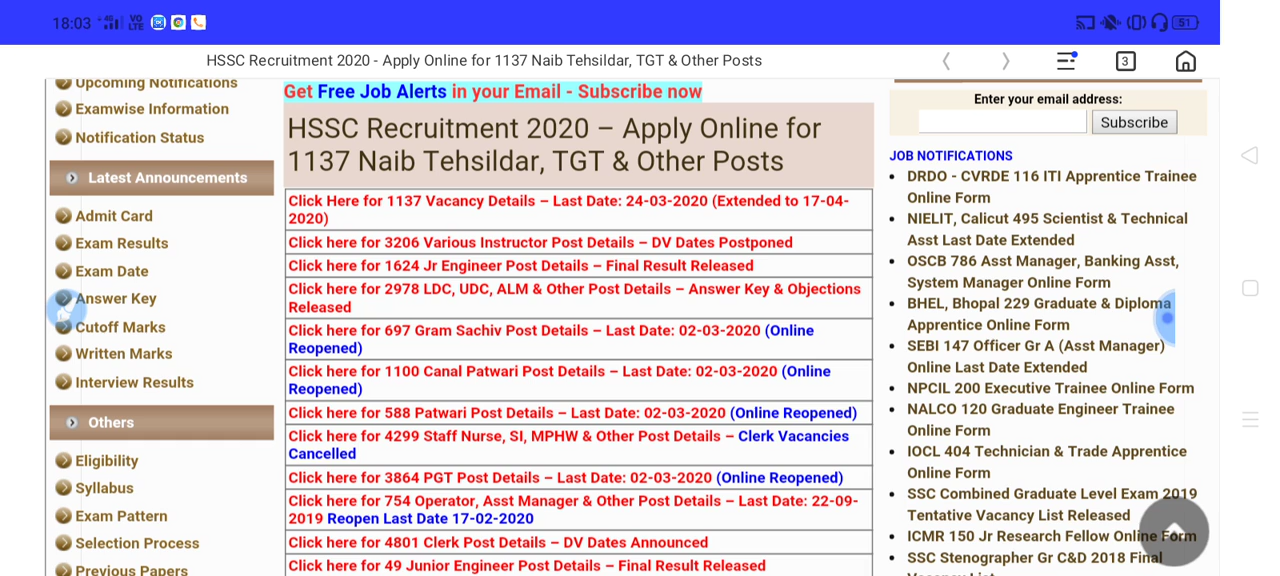 18:03 4G VO LTE 51
HSSC Recruitment 2020 - Apply Online for 1137 Naib Tehsildar, TGT & Other Posts
3
Upcoming Notifications
Examwise Information
Notification Status
Latest Announcements
Admit Card
Exam Results
Exam Date
Answer Key
Cutoff Marks
Written Marks
Interview Results
Others
Eligibility
Syllabus
Exam Pattern
Selection Process
Previous Papers
Get Free Job Alerts in your Email - Subscribe now
HSSC Recruitment 2020 – Apply Online for
1137 Naib Tehsildar, TGT & Other Posts
Click Here for 1137 Vacancy Details – Last Date: 24-03-2020 (Extended to 17-04-
2020)
Click here for 3206 Various Instructor Post Details – DV Dates Postponed
Click here for 1624 Jr Engineer Post Details – Final Result Released
Click here for 2978 LDC, UDC, ALM & Other Post Details – Answer Key & Objections
Released
Click here for 697 Gram Sachiv Post Details – Last Date: 02-03-2020 (Online
Reopened)
Click here for 1100 Canal Patwari Post Details – Last Date: 02-03-2020 (Online
Reopened)
Click here for 588 Patwari Post Details – Last Date: 02-03-2020 (Online Reopened)
Click here for 4299 Staff Nurse, SI, MPHW & Other Post Details – Clerk Vacancies
Cancelled
Click here for 3864 PGT Post Details – Last Date: 02-03-2020 (Online Reopened)
Click here for 754 Operator, Asst Manager & Other Post Details – Last Date: 22-09-
2019 Reopen Last Date 17-02-2020
Click here for 4801 Clerk Post Details – DV Dates Announced
Click here for 49 Junior Engineer Post Details – Final Result Released
Enter your email address:
Subscribe
JOB NOTIFICATIONS
DRDO - CVRDE 116 ITI Apprentice Trainee
Online Form
NIELIT, Calicut 495 Scientist & Technical
Asst Last Date Extended
OSCB 786 Asst Manager, Banking Asst,
System Manager Online Form
BHEL, Bhopal 229 Graduate & Diploma
Apprentice Online Form
SEBI 147 Officer Gr A (Asst Manager)
Online Last Date Extended
NPCIL 200 Executive Trainee Online Form
NALCO 120 Graduate Engineer Trainee
Online Form
IOCL 404 Technician & Trade Apprentice
Online Form
SSC Combined Graduate Level Exam 2019
Tentative Vacancy List Released
ICMR 150 Jr Research Fellow Online Form
SSC Stenographer Gr C&D 2018 Final
Vacancy List